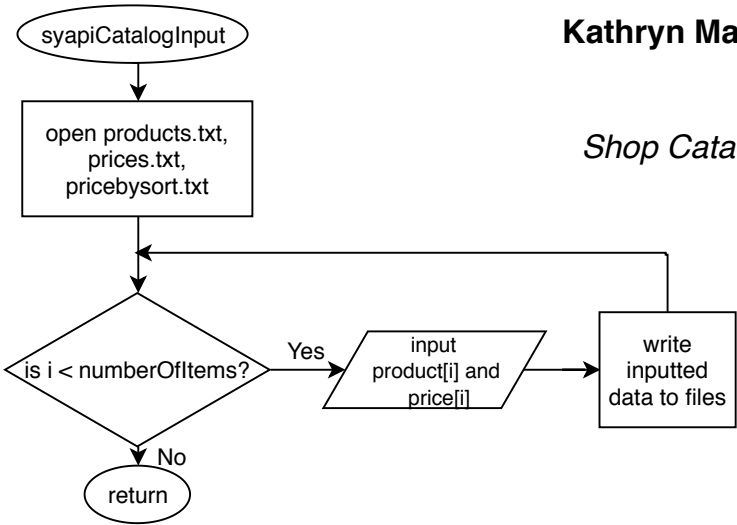 syapiCatalogInput
Kathryn Ma
open products.txt,
prices.txt,
pricebysort.txt
Shop Cata
is i < numberOfItems?
Yes
input
product[i] and
price[i]
write
inputted
data to files
No
return